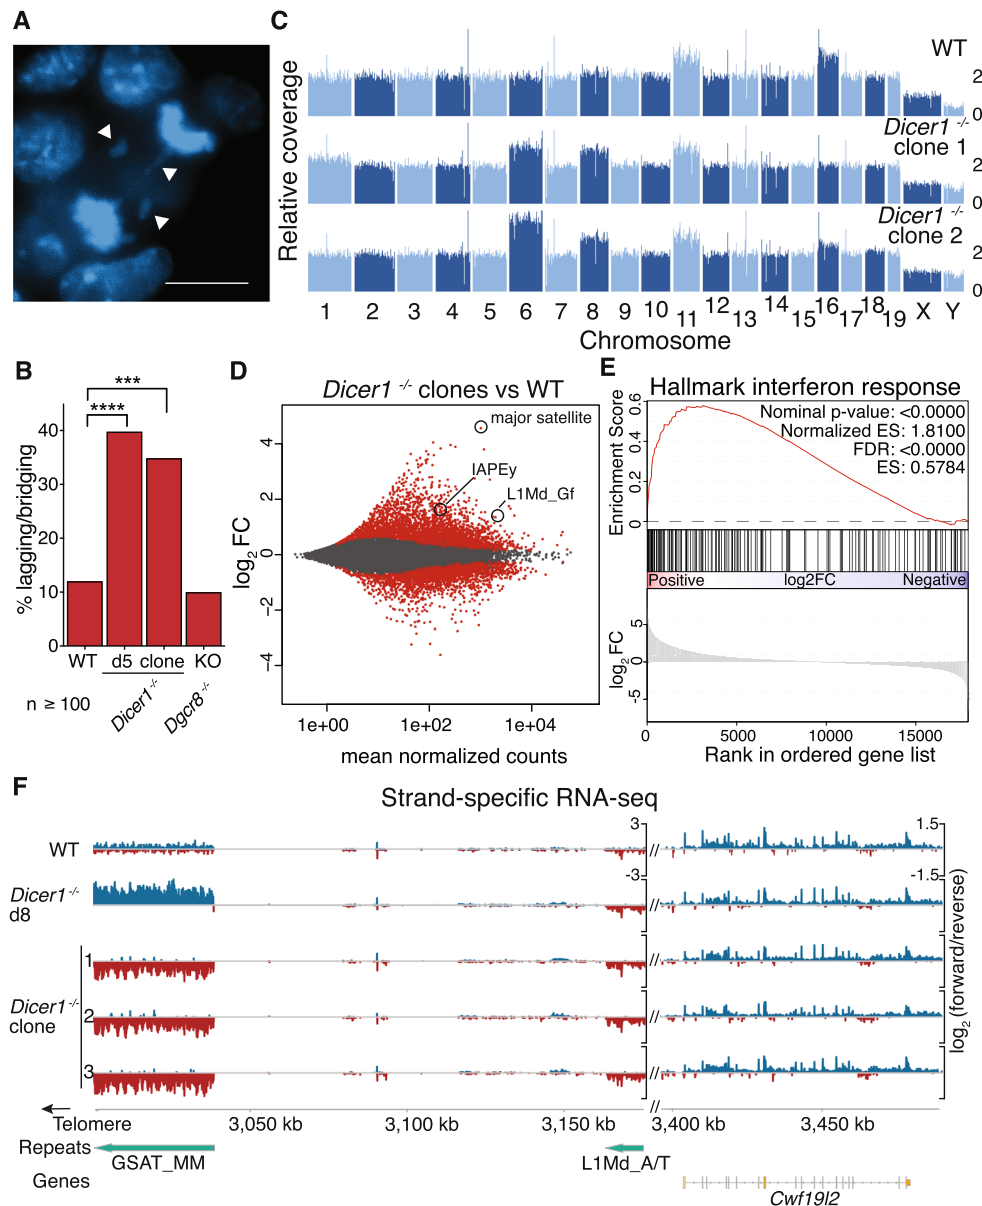 A
C
Relative coverage
WT
2
0
Dicer1 -/-
clone 1
2
0
Dicer1 -/-
clone 2
2
0
1 2 3 4 5 6 7 8 9 10 11 12 13 14 15 16 17 18 19 X Y
Chromosome
B
% lagging/bridging
***
****
40
30
20
10
0
WT d5 clone KO
Dicer1-/-
Dgcr8-/-
n ≥ 100
D
Dicer1 -/- clones vs WT
major satellite
IAPEy
L1Md_Gf
log2 FC
4
2
0
−2
−4
1e+00 1e+02 1e+04
mean normalized counts
E
Hallmark interferon response
Nominal p-value: <0.0000
Normalized ES: 1.8100
FDR: <0.0000
ES: 0.5784
Enrichment Score
0.6
0.4
0.2
0
Positive log2FC Negative
log2 FC
5
0
-5
0 5000 10000 15000
Rank in ordered gene list
F
Strand-specific RNA-seq
WT
3
-3
//
1.5
-1.5
Dicer1-/-
d8
//
Dicer1-/-
clone
1
//
2
//
3
//
log2 (forward/reverse)
//
Telomere 3,050 kb 3,100 kb 3,150 kb 3,400 kb 3,450 kb
Repeats
GSAT_MM L1Md_A/T
Genes
Cwf19l2